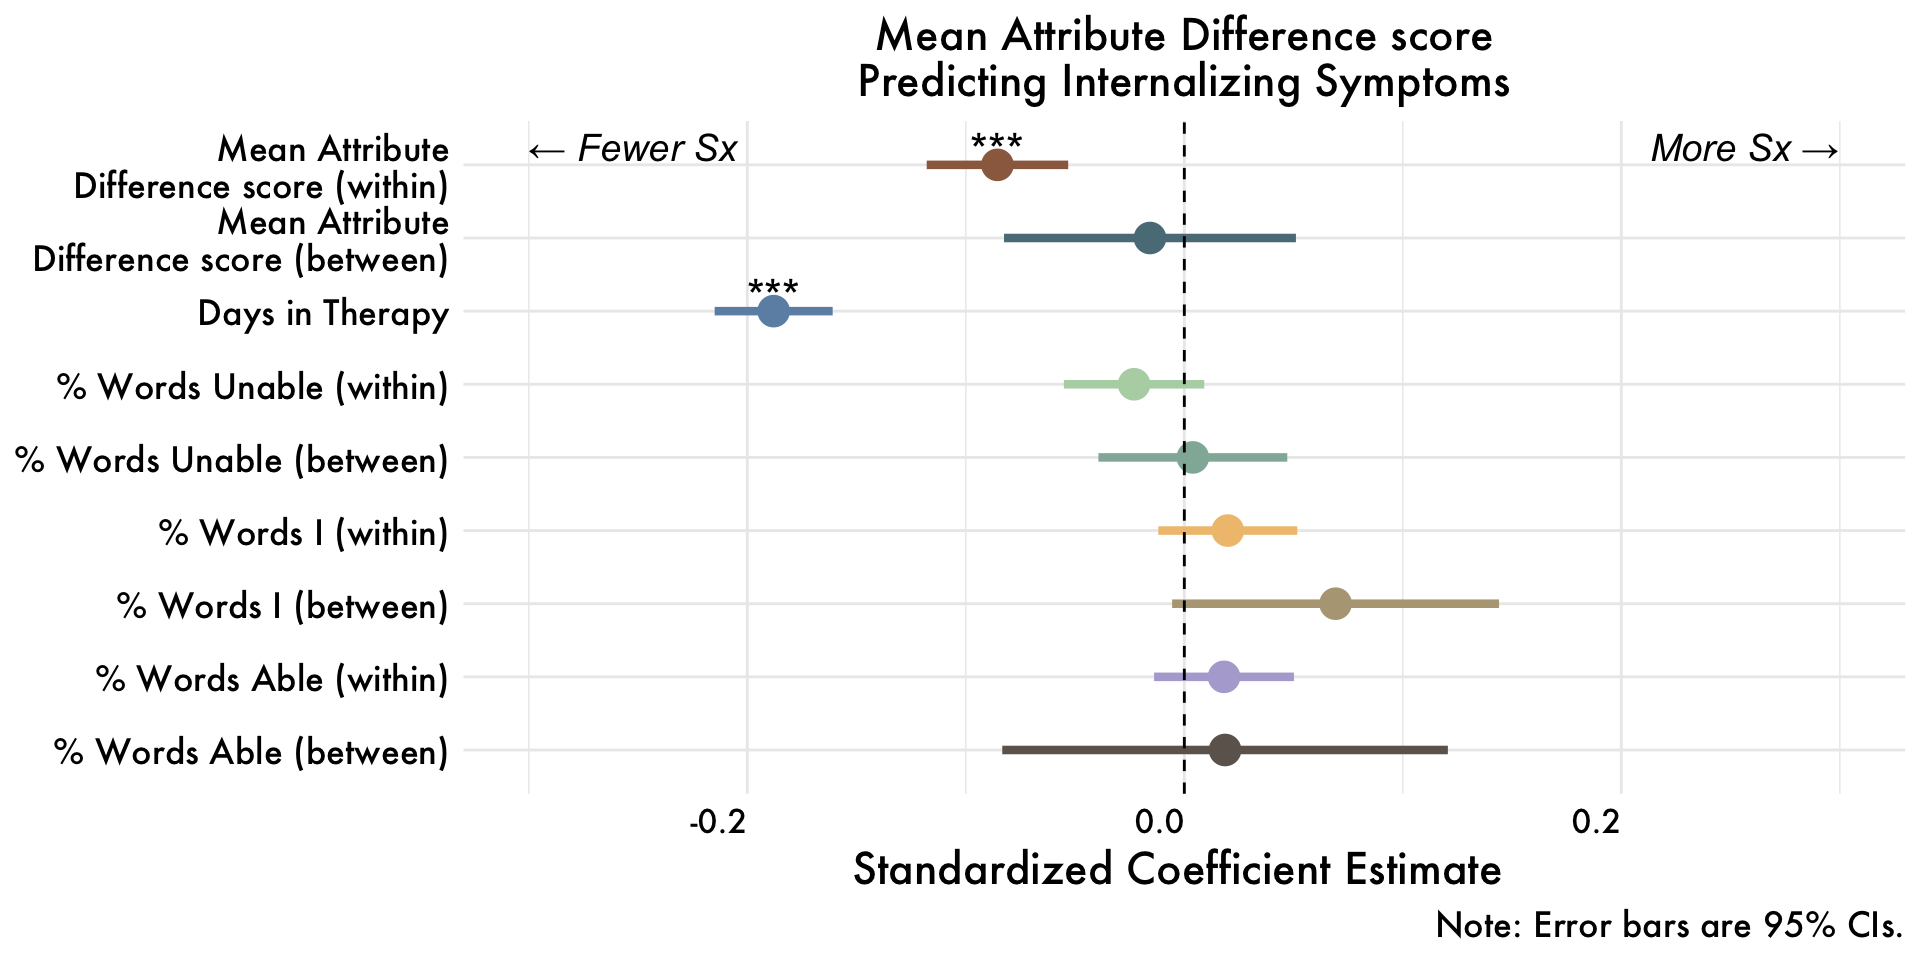 Mean Attribute Difference score
Predicting Internalizing Symptoms
← Fewer Sx
More Sx →
***
Mean Attribute
Difference score (within)
Mean Attribute
Difference score (between)
***
Days in Therapy
% Words Unable (within)
% Words Unable (between)
% Words I (within)
% Words I (between)
% Words Able (within)
% Words Able (between)
-0.2
0.0
0.2
Standardized Coefficient Estimate
Note: Error bars are 95% CIs.